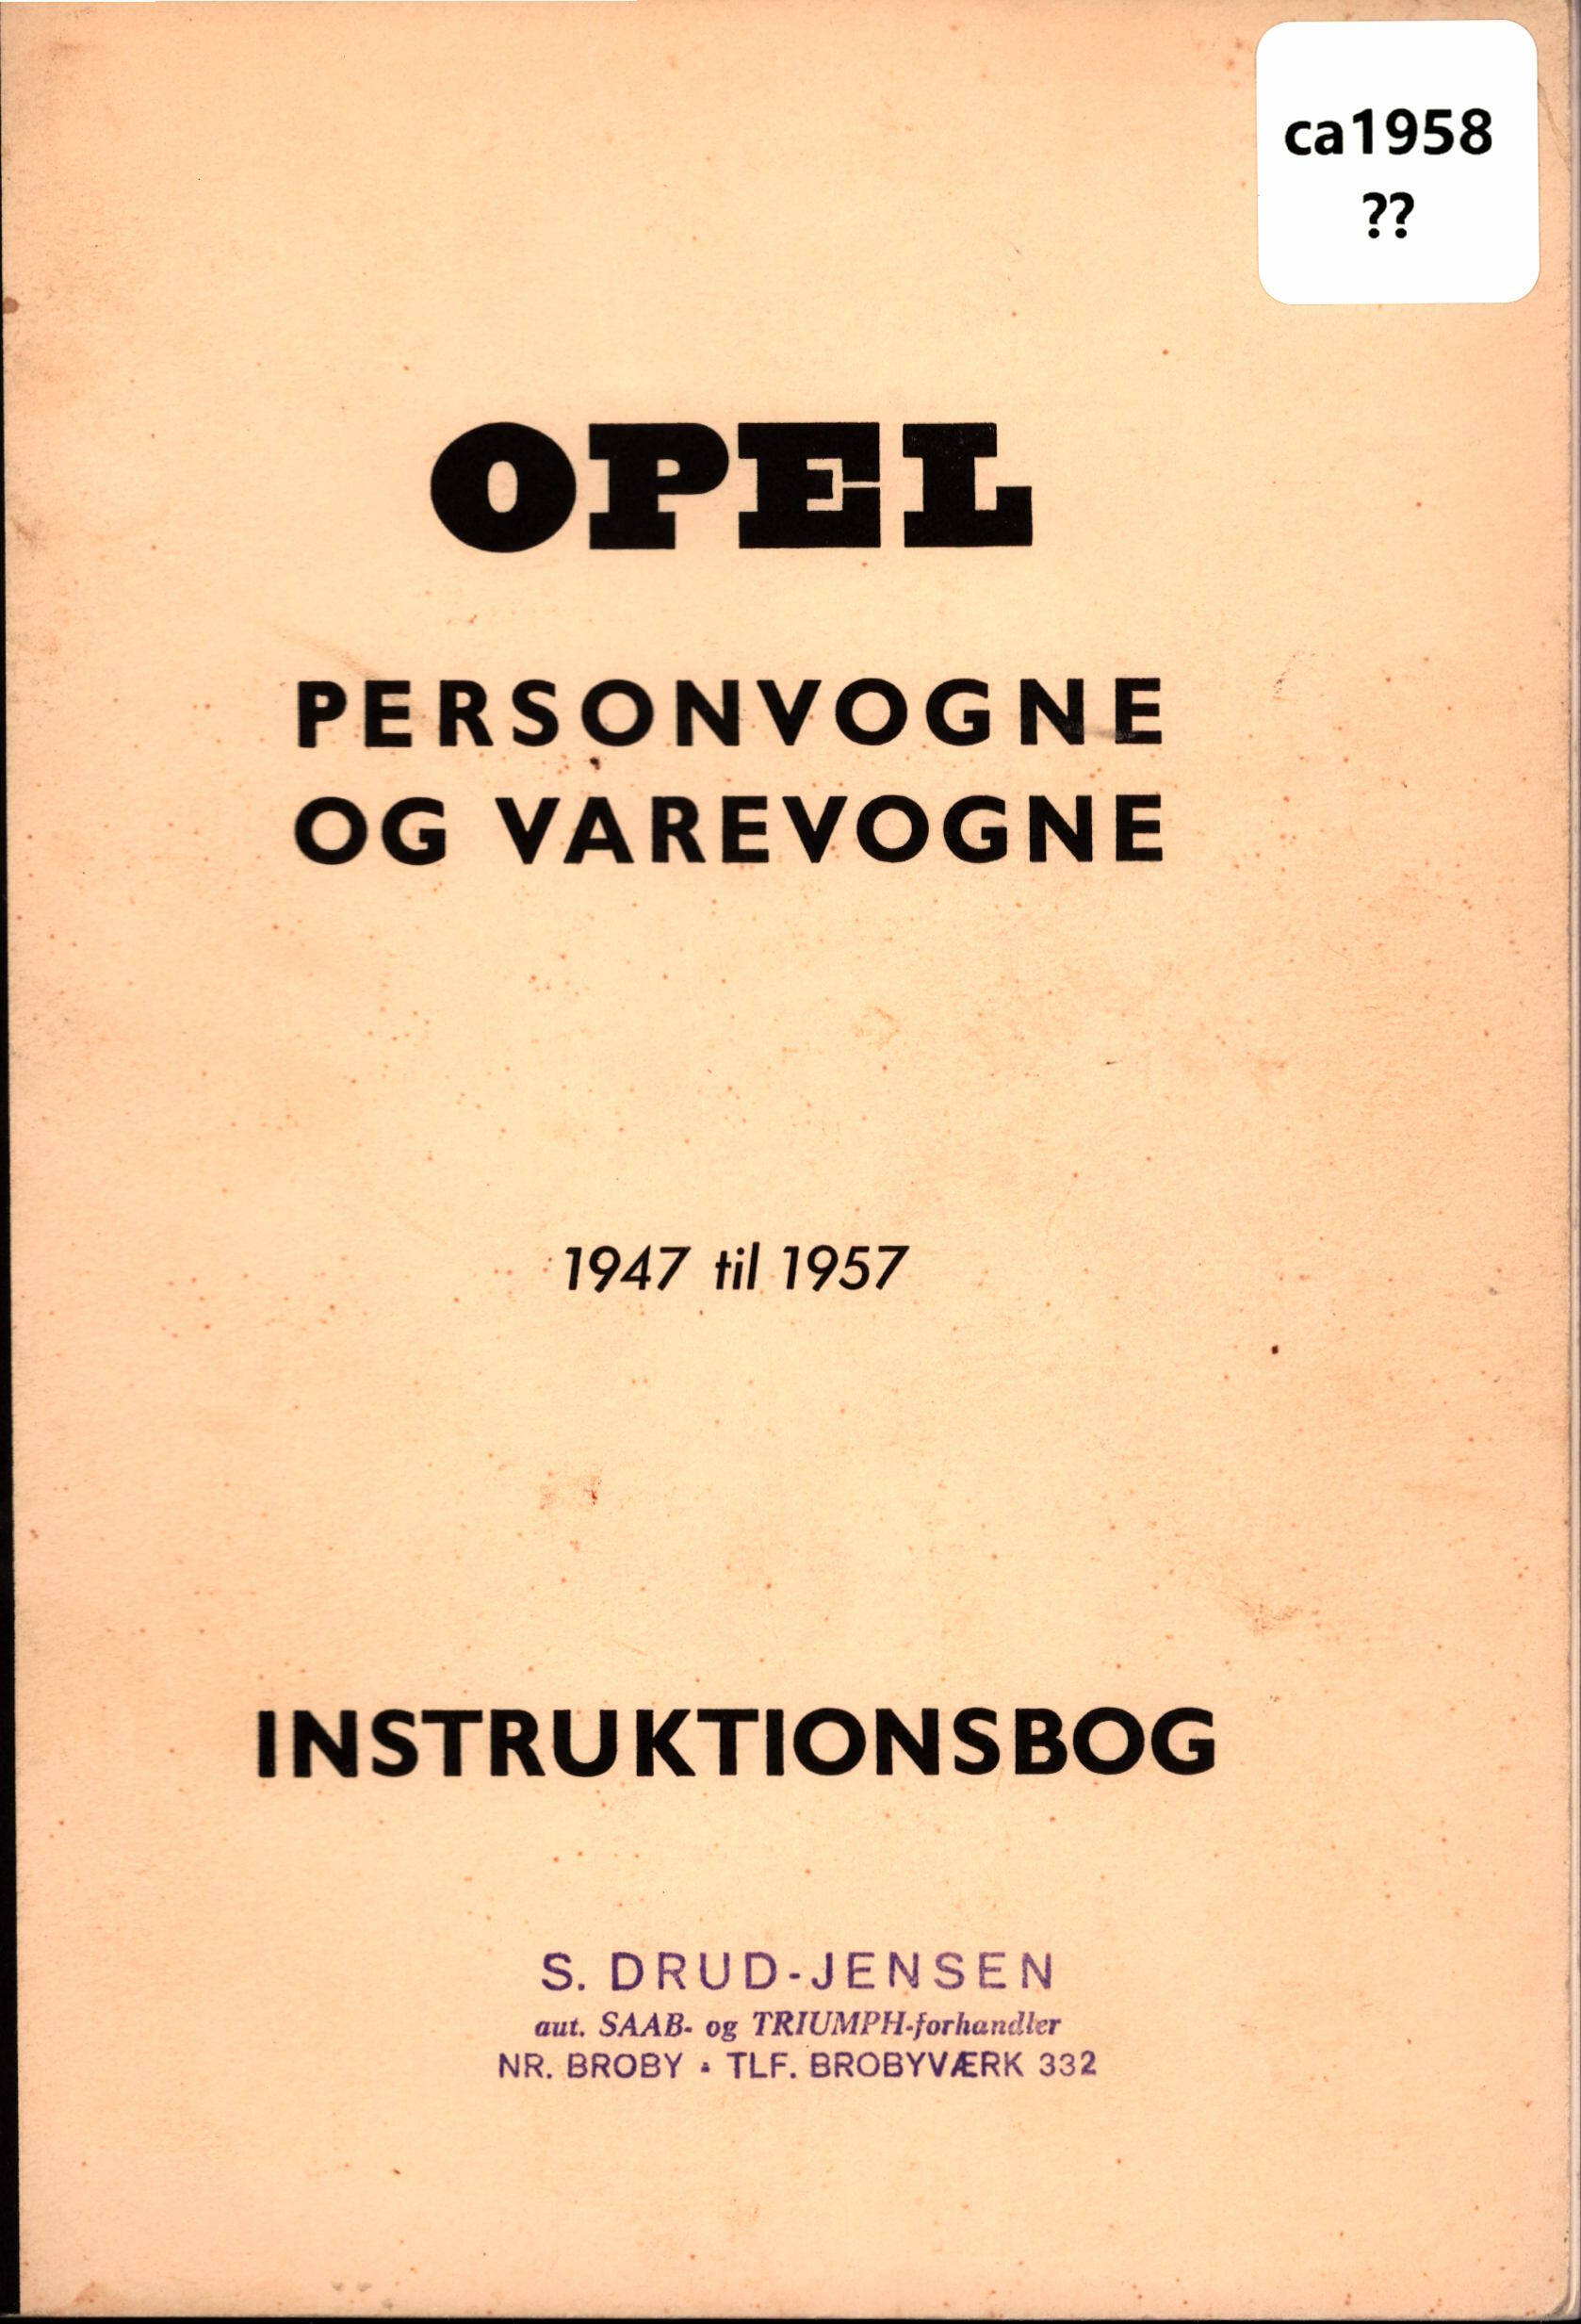 ca1958
??
OPEL
PERSONVOGNE
OG VAREVOGNE
1947 til 1957
INSTRUKTIONSBOG
S. DRUD-JENSEN
aut. SAAB- og TRIUMPH-forhandler
NR. BROBY • TLF. BROBYVÆRK 332